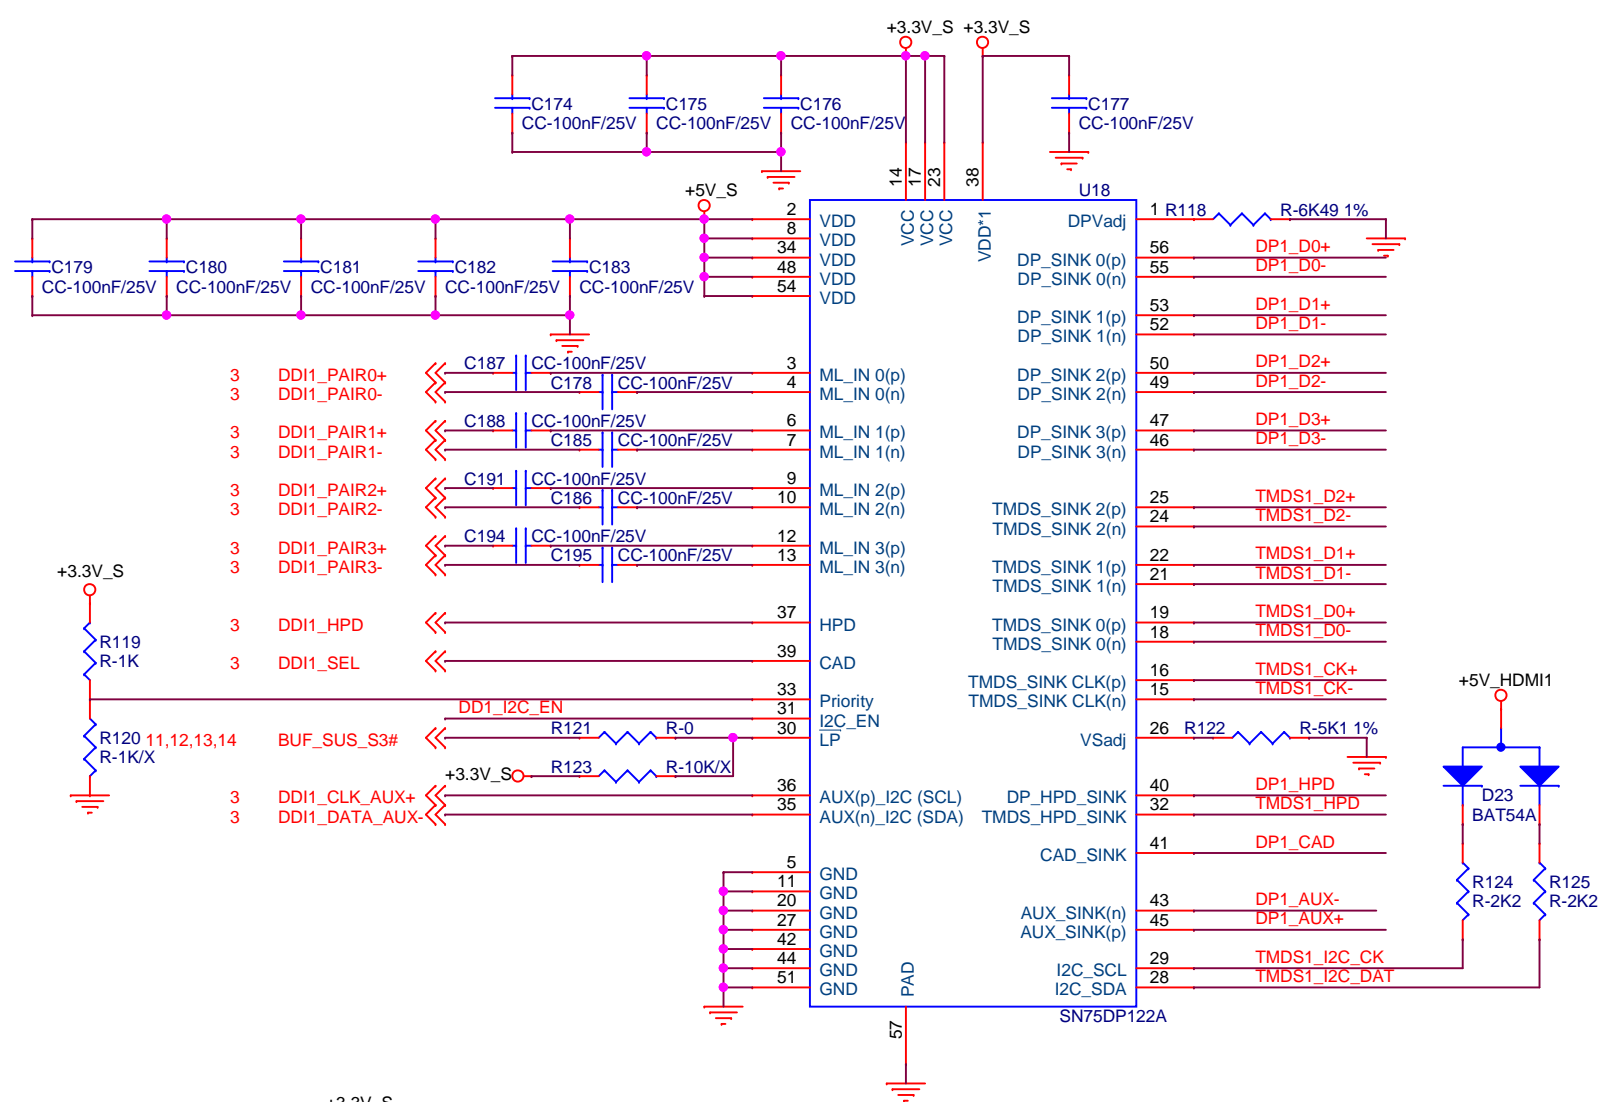 +3.3V_S +3.3V_S
C174
CC-100nF/25V
C175
CC-100nF/25V
C176
CC-100nF/25V
C177
CC-100nF/25V
14
17
23
38
U18
+5V_S
VCC
VCC
VCC
VDD*1
2 VDD
8 VDD
34 VDD
48 VDD
54 VDD
C179
CC-100nF/25V
C180
CC-100nF/25V
C181
CC-100nF/25V
C182
CC-100nF/25V
C183
CC-100nF/25V
DPVadj 1 R118 R-6K49 1%
DP_SINK 0(p) 56 DP1_D0+
DP_SINK 0(n) 55 DP1_D0-
DP_SINK 1(p) 53 DP1_D1+
DP_SINK 1(n) 52 DP1_D1-
DP_SINK 2(p) 50 DP1_D2+
DP_SINK 2(n) 49 DP1_D2-
DP_SINK 3(p) 47 DP1_D3+
DP_SINK 3(n) 46 DP1_D3-
3 DDI1_PAIR0+ C187 CC-100nF/25V 3 ML_IN 0(p)
3 DDI1_PAIR0- C178 CC-100nF/25V 4 ML_IN 0(n)
3 DDI1_PAIR1+ C188 CC-100nF/25V 6 ML_IN 1(p)
3 DDI1_PAIR1- C185 CC-100nF/25V 7 ML_IN 1(n)
3 DDI1_PAIR2+ C191 CC-100nF/25V 9 ML_IN 2(p)
3 DDI1_PAIR2- C186 CC-100nF/25V 10 ML_IN 2(n)
3 DDI1_PAIR3+ C194 CC-100nF/25V 12 ML_IN 3(p)
3 DDI1_PAIR3- C195 CC-100nF/25V 13 ML_IN 3(n)
TMDS_SINK 2(p) 25 TMDS1_D2+
TMDS_SINK 2(n) 24 TMDS1_D2-
TMDS_SINK 1(p) 22 TMDS1_D1+
TMDS_SINK 1(n) 21 TMDS1_D1-
TMDS_SINK 0(p) 19 TMDS1_D0+
TMDS_SINK 0(n) 18 TMDS1_D0-
TMDS_SINK CLK(p) 16 TMDS1_CK+
TMDS_SINK CLK(n) 15 TMDS1_CK-
+3.3V_S
R119
R-1K
R120
R-1K/X
3 DDI1_HPD 37 HPD
3 DDI1_SEL 39 CAD
33 Priority
DD1_I2C_EN 31 I2C_EN
11,12,13,14 BUF_SUS_S3# R121 R-0 30 LP
+3.3V_S R123 R-10K/X
3 DDI1_CLK_AUX+ 36 AUX(p)_I2C (SCL)
3 DDI1_DATA_AUX- 35 AUX(n)_I2C (SDA)
VSadj 26 R122 R-5K1 1%
DP_HPD_SINK 40 DP1_HPD
TMDS_HPD_SINK 32 TMDS1_HPD
CAD_SINK 41 DP1_CAD
AUX_SINK(n) 43 DP1_AUX-
AUX_SINK(p) 45 DP1_AUX+
I2C_SCL 29 TMDS1_I2C_CK
I2C_SDA 28 TMDS1_I2C_DAT
+5V_HDMI1
D23
BAT54A
R124
R-2K2
R125
R-2K2
5 GND
11 GND
20 GND
27 GND
42 GND
44 GND
51 GND
PAD
57
SN75DP122A
+3.3V_S